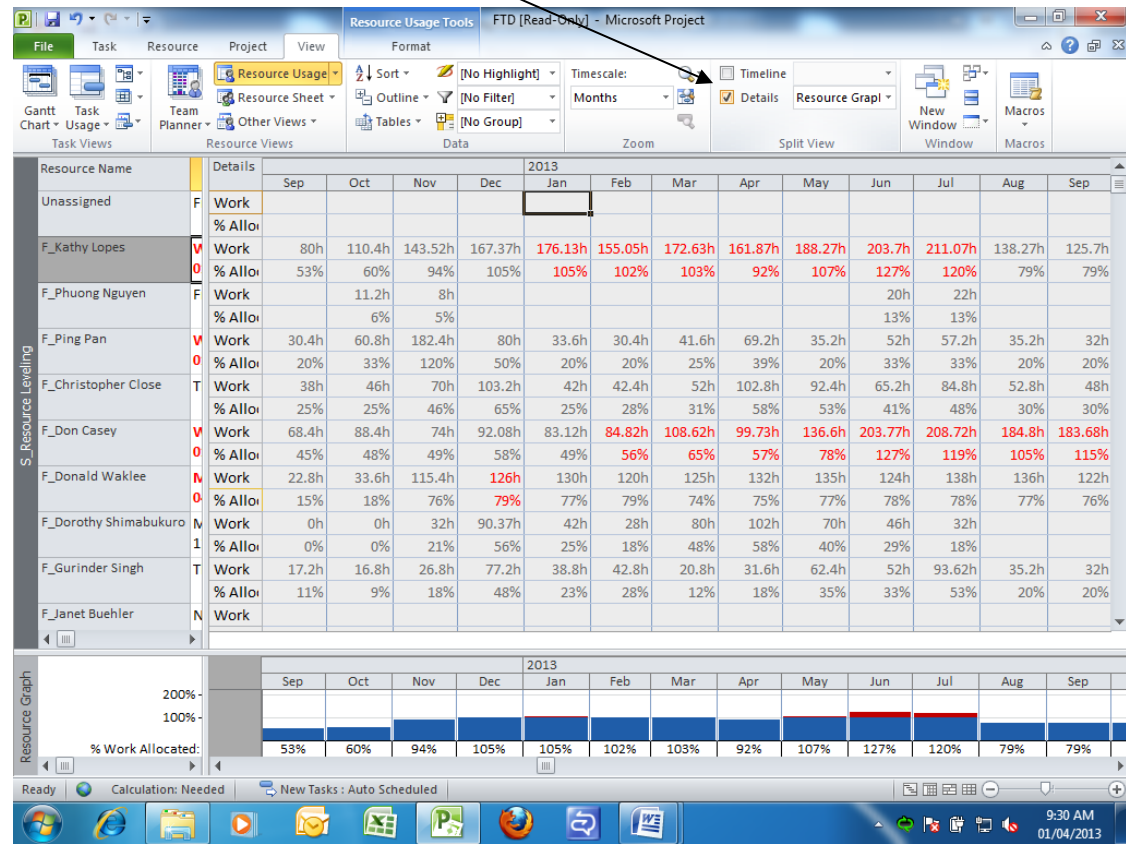 Resource Usage Tools FTD [Read-Only] - Microsoft Project
File Task Resource Project View Format
Resource Usage Sort [No Highlight] Timescale: Timeline
Resource Sheet Outline [No Filter] Months Details Resource Grapl
Gantt Chart Task Usage Team Planner Other Views Tables [No Group] New Window Macros
Task Views Resource Views Data Zoom Split View Window Macros
Resource Name Details 2013
Sep Oct Nov Dec Jan Feb Mar Apr May Jun Jul Aug Sep
Unassigned F Work
% Allo
F_Kathy Lopes W Work 80h 110.4h 143.52h 167.37h 176.13h 155.05h 172.63h 161.87h 188.27h 203.7h 211.07h 138.27h 125.7h
0 % Allo 53% 60% 94% 105% 105% 102% 103% 92% 107% 127% 120% 79% 79%
F_Phuong Nguyen F Work 11.2h 8h 20h 22h
% Allo 6% 5% 13% 13%
F_Ping Pan W Work 30.4h 60.8h 182.4h 80h 33.6h 30.4h 41.6h 69.2h 35.2h 52h 57.2h 35.2h 32h
0 % Allo 20% 33% 120% 50% 20% 20% 25% 39% 20% 33% 33% 20% 20%
F_Christopher Close T Work 38h 46h 70h 103.2h 42h 42.4h 52h 102.8h 92.4h 65.2h 84.8h 52.8h 48h
% Allo 25% 25% 46% 65% 25% 28% 31% 58% 53% 41% 48% 30% 30%
F_Don Casey W Work 68.4h 88.4h 74h 92.08h 83.12h 84.82h 108.62h 99.73h 136.6h 203.77h 208.72h 184.8h 183.68h
0 % Allo 45% 48% 49% 58% 49% 56% 65% 57% 78% 127% 119% 105% 115%
F_Donald Waklee M Work 22.8h 33.6h 115.4h 126h 130h 120h 125h 132h 135h 124h 138h 136h 122h
0 % Allo 15% 18% 76% 79% 77% 79% 74% 75% 77% 78% 78% 77% 76%
F_Dorothy Shimabukuro M Work 0h 0h 32h 90.37h 42h 28h 80h 102h 70h 46h 32h
1 % Allo 0% 0% 21% 56% 25% 18% 48% 58% 40% 29% 18%
F_Gurinder Singh T Work 17.2h 16.8h 26.8h 77.2h 38.8h 42.8h 20.8h 31.6h 62.4h 52h 93.62h 35.2h 32h
% Allo 11% 9% 18% 48% 23% 28% 12% 18% 35% 33% 53% 20% 20%
F_Janet Buehler N Work
S_Resource Leveling
2013
Sep Oct Nov Dec Jan Feb Mar Apr May Jun Jul Aug Sep
200%
100%
% Work Allocated: 53% 60% 94% 105% 105% 102% 103% 92% 107% 127% 120% 79% 79%
Resource Graph
Ready Calculation: Needed New Tasks : Auto Scheduled
9:30 AM
01/04/2013